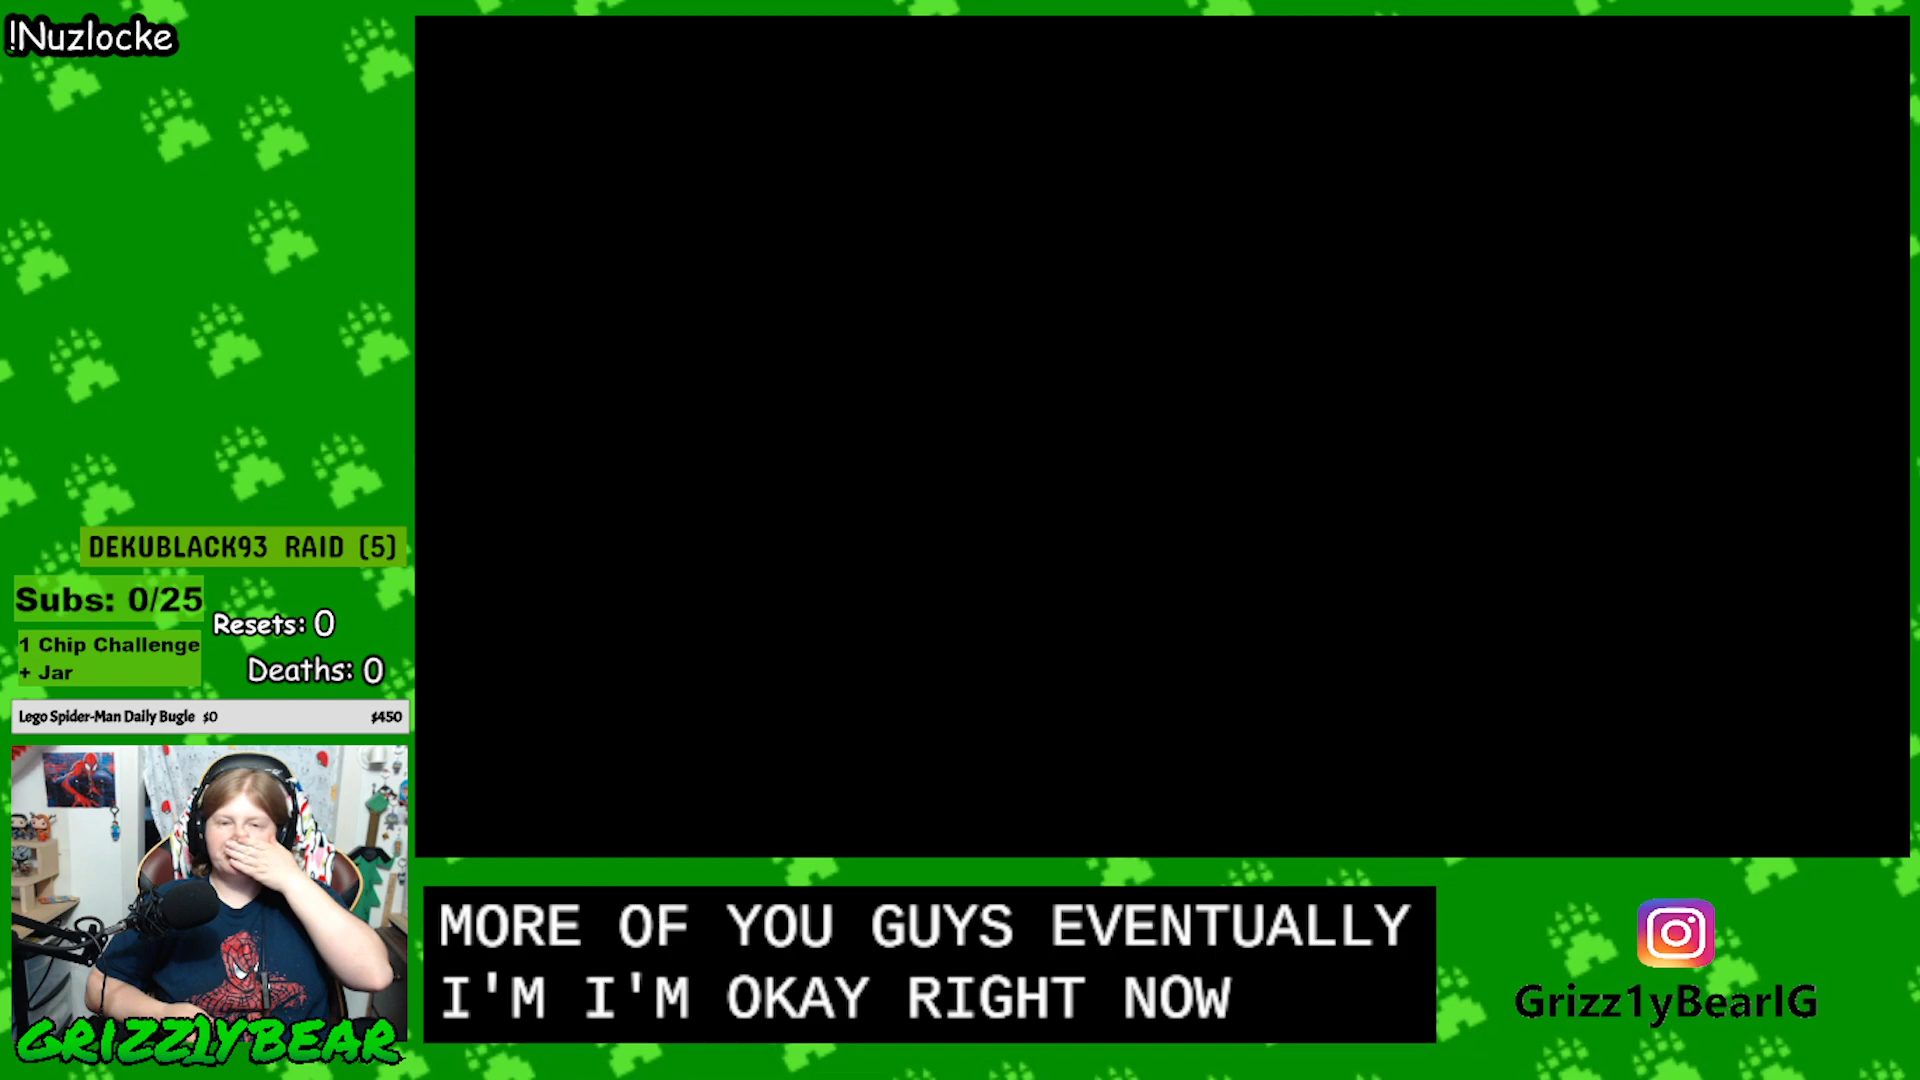 !Nuzlocke
DEKUBLACK93 RAID (5)
Subs: 0/25
Resets: 0
1 Chip Challenge
+ Jar
Deaths: 0
Lego Spider-Man Daily Bugle $0 $450
GRIZZ1YBEAR
MORE OF YOU GUYS EVENTUALLY
I'M I'M OKAY RIGHT NOW
Grizz1yBearIG